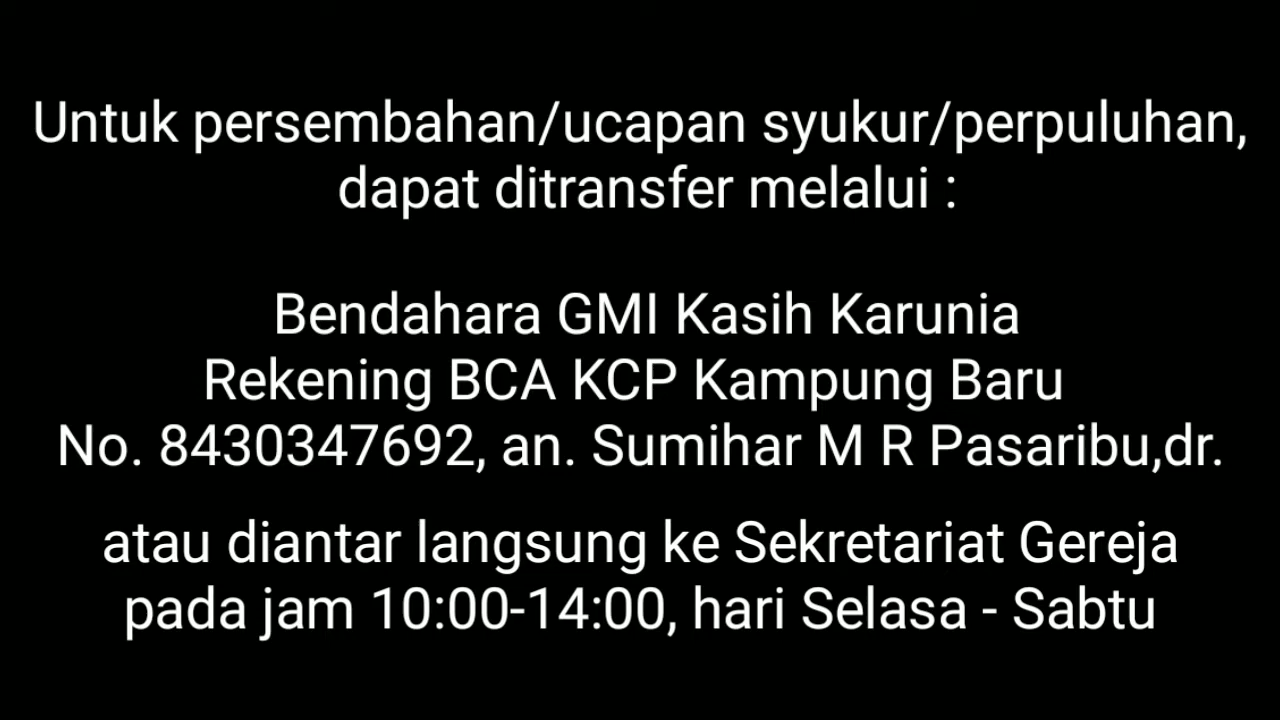 Untuk persembahan/ucapan syukur/perpuluhan,
dapat ditransfer melalui :
Bendahara GMI Kasih Karunia
Rekening BCA KCP Kampung Baru
No. 8430347692, an. Sumihar M R Pasaribu,dr.
atau diantar langsung ke Sekretariat Gereja
pada jam 10:00-14:00, hari Selasa - Sabtu